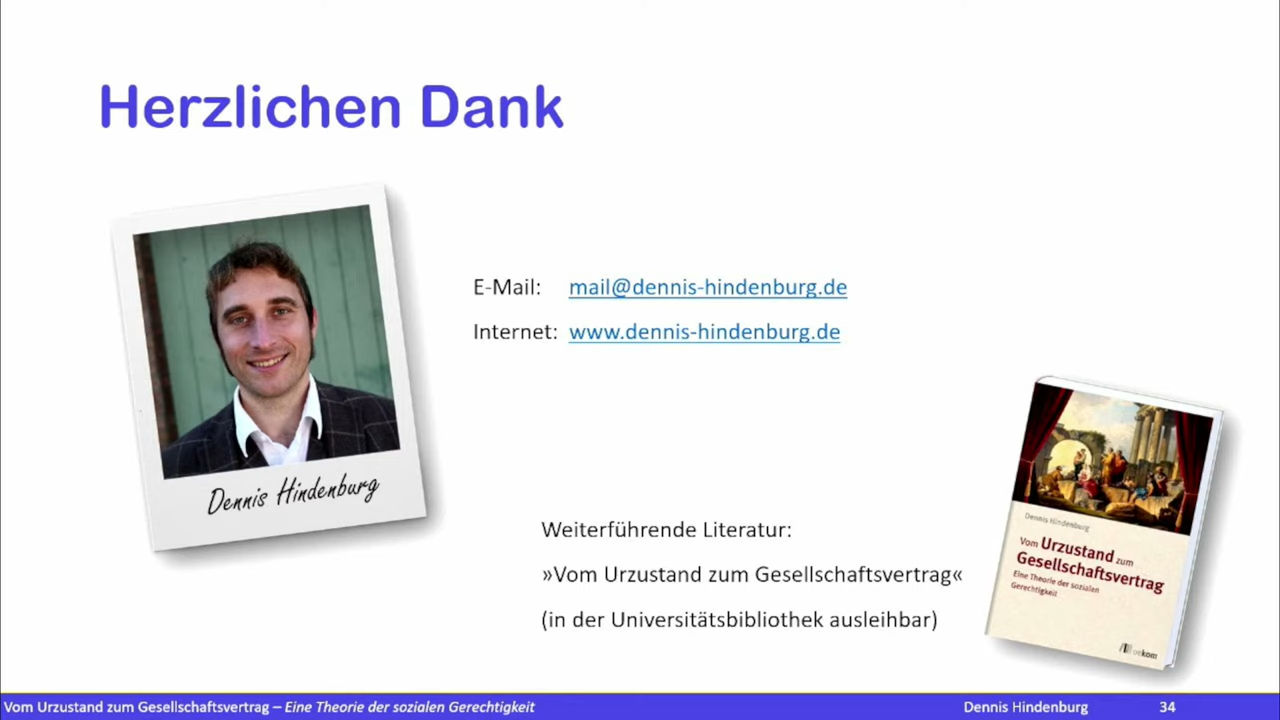 Herzlichen Dank
Dennis Hindenburg
E-Mail: mail@dennis-hindenburg.de
Internet: www.dennis-hindenburg.de
Weiterführende Literatur:
»Vom Urzustand zum Gesellschaftsvertrag«
(in der Universitätsbibliothek ausleihbar)
Dennis Hindenburg
Vom Urzustand zum
Gesellschaftsvertrag
Eine Theorie der sozialen
Gerechtigkeit
oekom
Vom Urzustand zum Gesellschaftsvertrag – Eine Theorie der sozialen Gerechtigkeit
Dennis Hindenburg 34